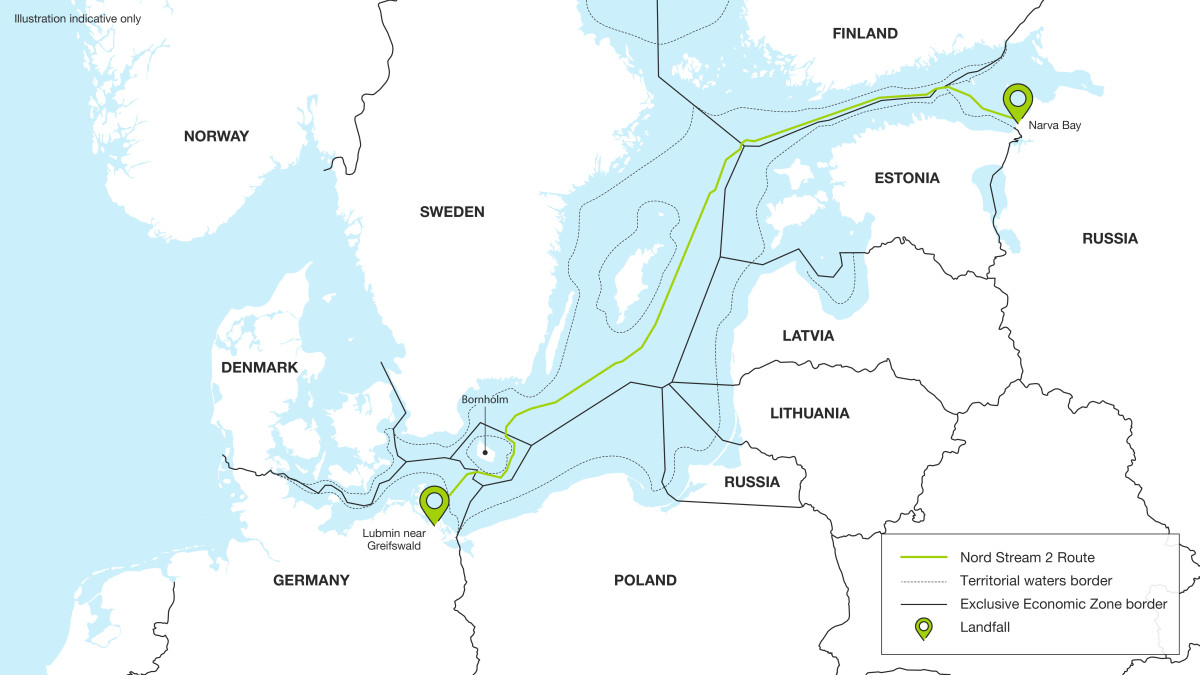 Illustration indicative only
FINLAND
NORWAY
Narva Bay
ESTONIA
SWEDEN
RUSSIA
LATVIA
DENMARK
Bornholm
LITHUANIA
RUSSIA
Lubmin near
Greifswald
GERMANY
POLAND
Nord Stream 2 Route
Territorial waters border
Exclusive Economic Zone border
Landfall